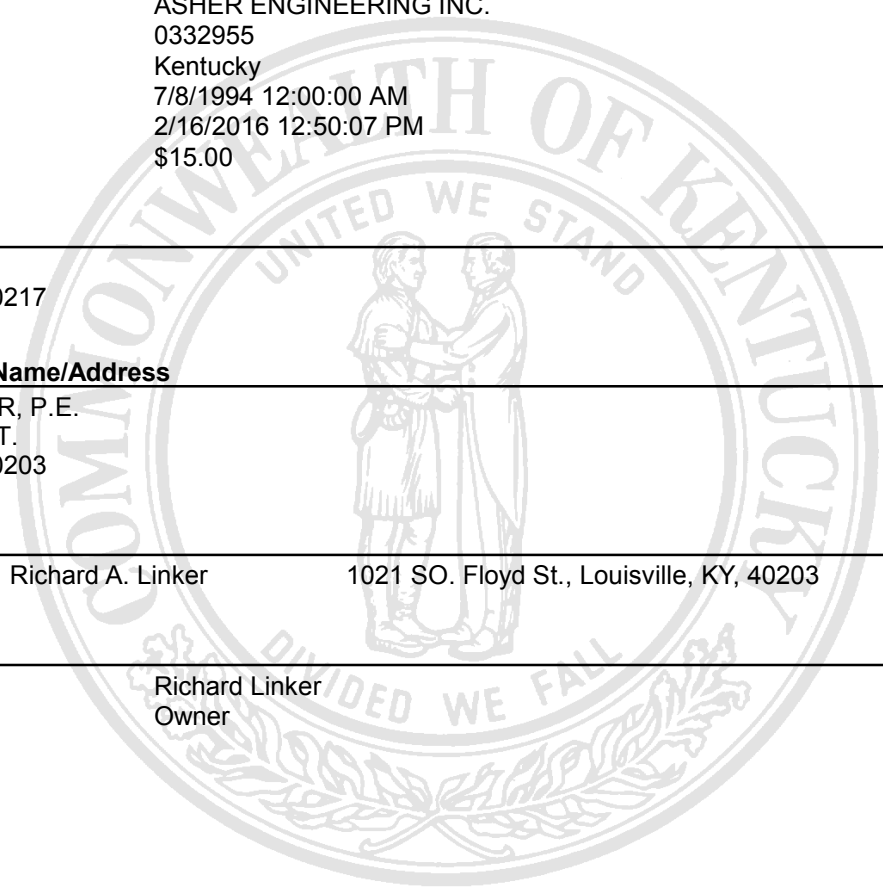 ASHER ENGINEERING INC.
0332955
Kentucky
7/8/1994 12:00:00 AM
2/16/2016 12:50:07 PM
$15.00
COMMONWEALTH OF KENTUCKY
UNITED WE STAND
0217
Name/Address
R, P.E.
T.
0203
Richard A. Linker 1021 SO. Floyd St., Louisville, KY, 40203
DIVIDED WE FALL
Richard Linker
Owner